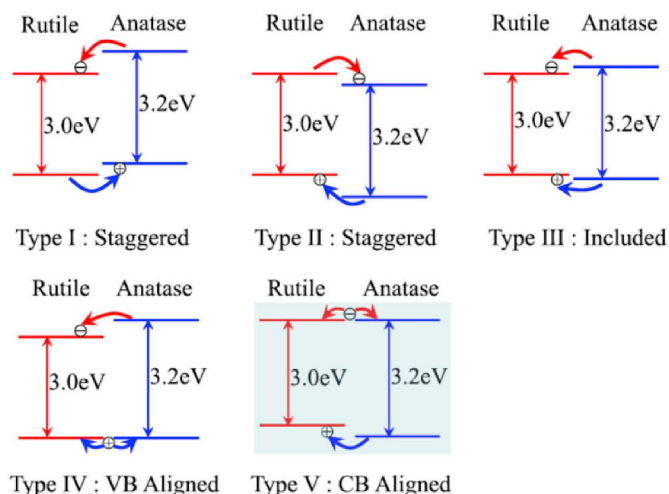 Rutile Anatase Rutile Anatase Rutile Anatase
3.0eV 3.2eV 3.0eV 3.2eV 3.0eV 3.2eV
Type I : Staggered Type II : Staggered Type III : Included
Rutile Anatase Rutile Anatase
3.0eV 3.2eV 3.0eV 3.2eV
Type IV : VB Aligned Type V : CB Aligned